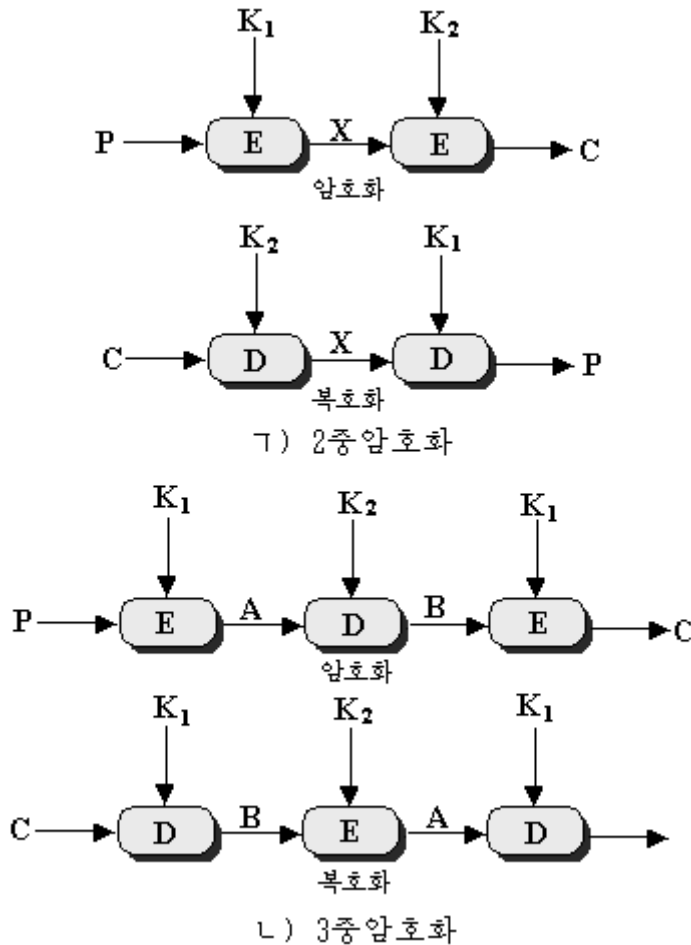 K₁ K₂
P E X E C
암호화
K₂ K₁
C D X D P
복호화
ㄱ) 2중암호화
K₁ K₂ K₁
P E A D B E C
암호화
K₁ K₂ K₁
C D B E A D
복호화
ㄴ) 3중암호화